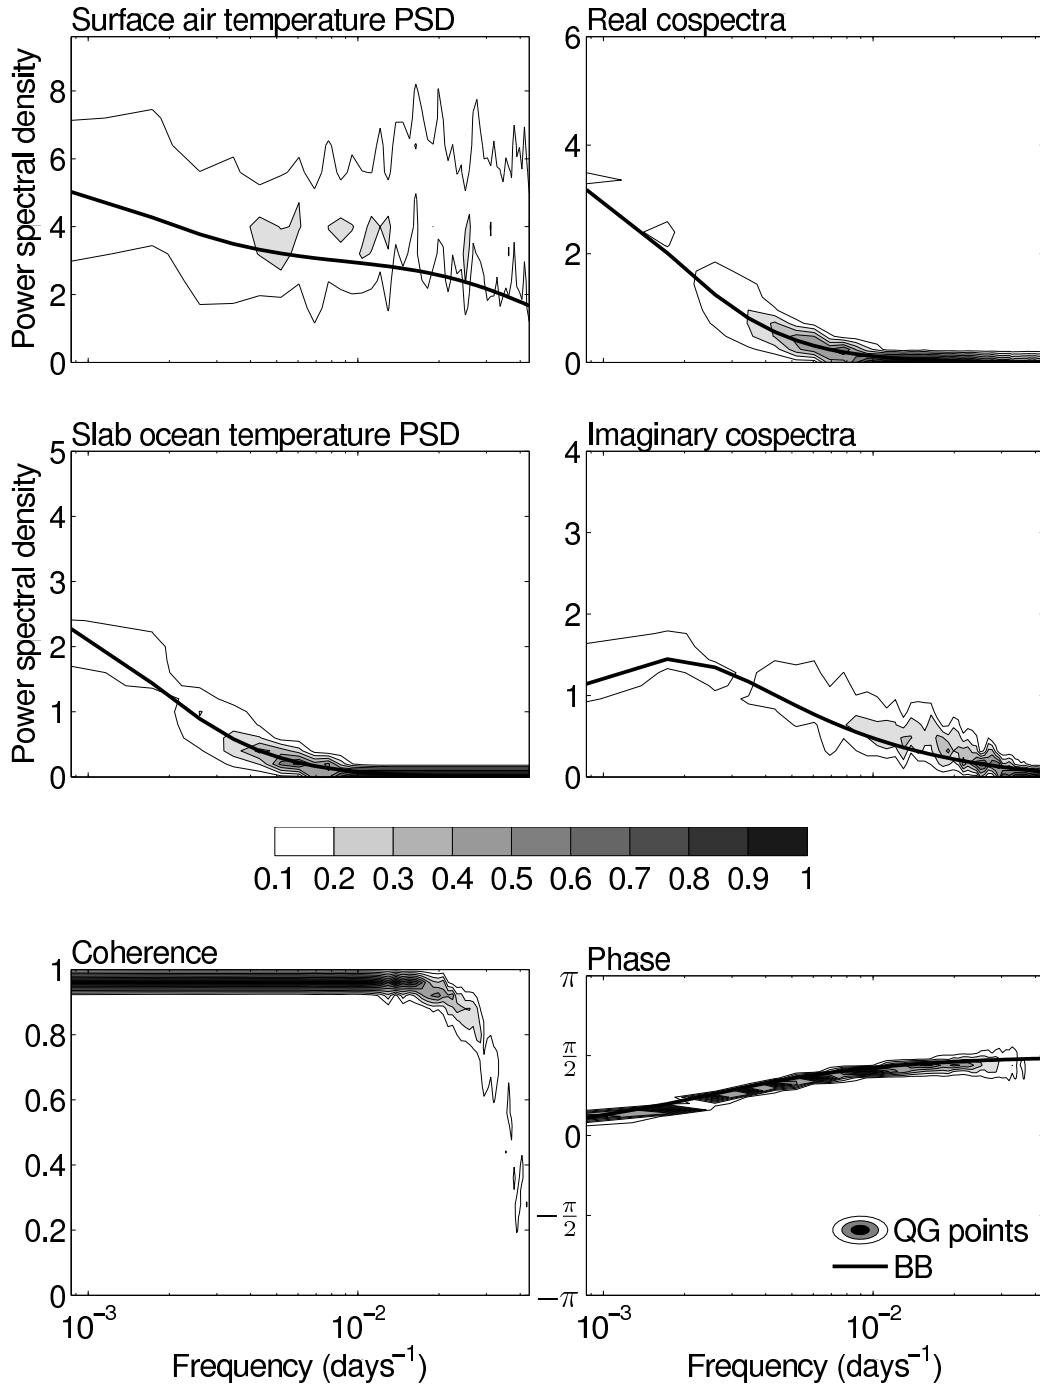 Surface air temperature PSD
Real cospectra
Power spectral density
8
6
4
2
0
6
4
2
0
Slab ocean temperature PSD
Imaginary cospectra
Power spectral density
5
4
3
2
1
0
4
3
2
1
0
0.1 0.2 0.3 0.4 0.5 0.6 0.7 0.8 0.9 1
Coherence
Phase
1
0.8
0.6
0.4
0.2
0
π
π/2
0
−π/2
−π
QG points
BB
10⁻³ 10⁻²
10⁻³ 10⁻²
Frequency (days⁻¹)
Frequency (days⁻¹)